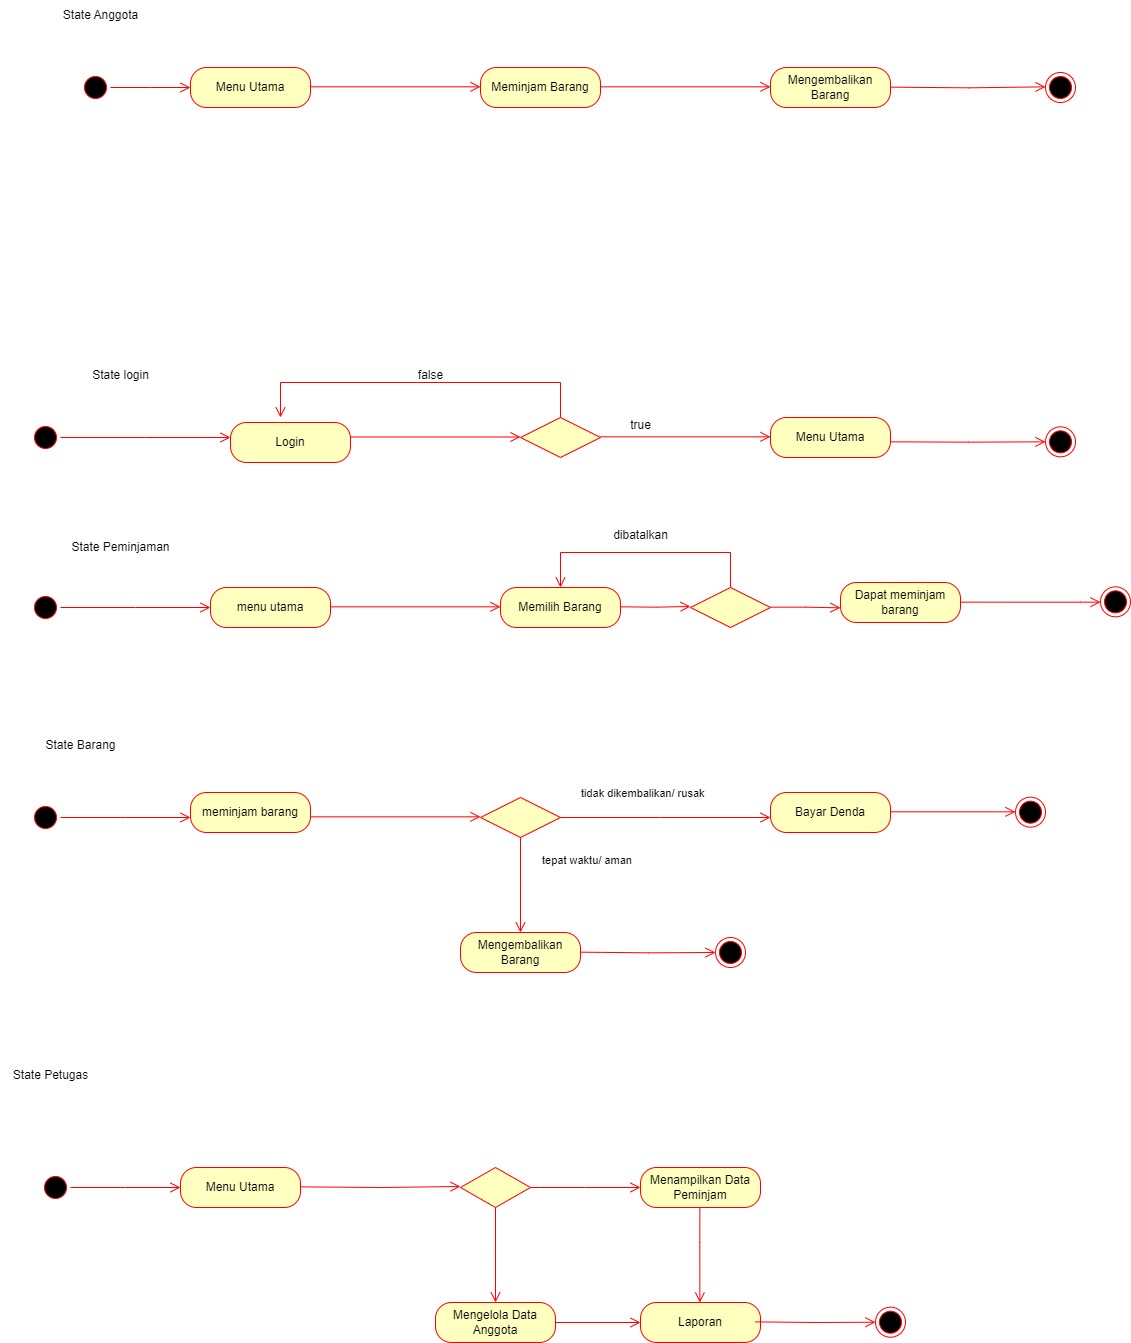 State Anggota
Menu Utama
Meminjam Barang
Mengembalikan
Barang
State login
false
Login
true
Menu Utama
State Peminjaman
dibatalkan
menu utama
Memilih Barang
Dapat meminjam
barang
State Barang
meminjam barang
tidak dikembalikan/ rusak
Bayar Denda
tepat waktu/ aman
Mengembalikan
Barang
State Petugas
Menu Utama
Menampilkan Data
Peminjam
Mengelola Data
Anggota
Laporan